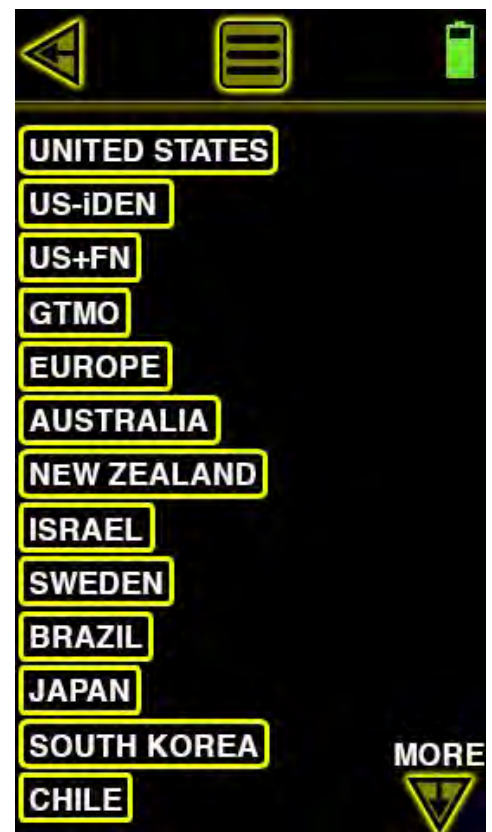 UNITED STATES
US-iDEN
US+FN
GTMO
EUROPE
AUSTRALIA
NEW ZEALAND
ISRAEL
SWEDEN
BRAZIL
JAPAN
SOUTH KOREA
MORE
CHILE